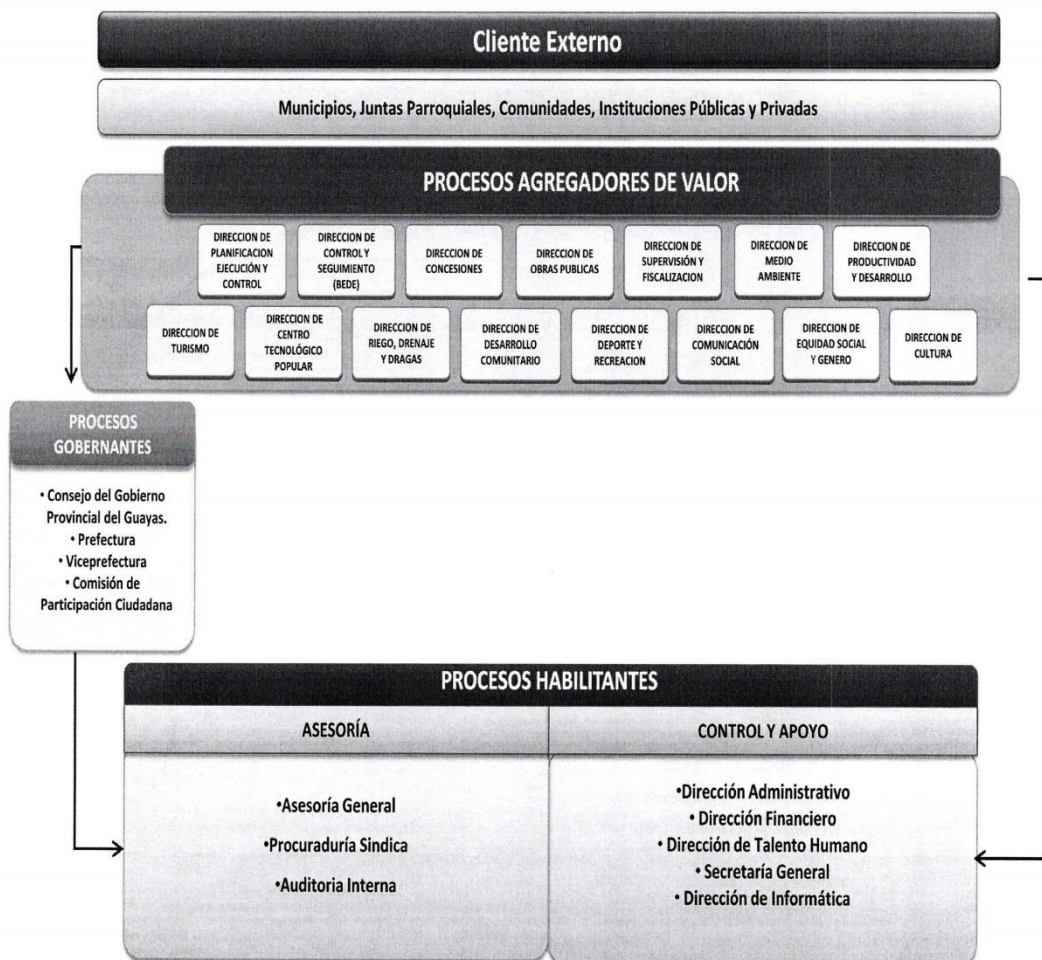 Cliente Externo
Municipios, Juntas Parroquiales, Comunidades, Instituciones Públicas y Privadas
PROCESOS AGREGADORES DE VALOR
DIRECCION DE
PLANIFICACION
EJECUCIÓN Y
CONTROL
DIRECCION DE
CONTROL Y
SEGUIMIENTO
(BEDE)
DIRECCION DE
CONCESIONES
DIRECCION DE
OBRAS PUBLICAS
DIRECCION DE
SUPERVISIÓN Y
FISCALIZACION
DIRECCION DE
MEDIO
AMBIENTE
DIRECCION DE
PRODUCTIVIDAD
Y DESARROLLO
DIRECCION DE
TURISMO
DIRECCION DE
CENTRO
TECNOLÓGICO
POPULAR
DIRECCION DE
RIEGO, DRENAJE
Y DRAGAS
DIRECCION DE
DESARROLLO
COMUNITARIO
DIRECCION DE
DEPORTE Y
RECREACION
DIRECCION DE
COMUNICACIÓN
SOCIAL
DIRECCION DE
EQUIDAD SOCIAL
Y GENERO
DIRECCION DE
CULTURA
PROCESOS
GOBERNANTES
• Consejo del Gobierno
Provincial del Guayas.
• Prefectura
• Viceprefectura
• Comisión de
Participación Ciudadana
PROCESOS HABILITANTES
ASESORÍA
•Asesoría General
•Procuraduría Sindica
•Auditoria Interna
CONTROL Y APOYO
•Dirección Administrativo
• Dirección Financiero
• Dirección de Talento Humano
• Secretaría General
• Dirección de Informática